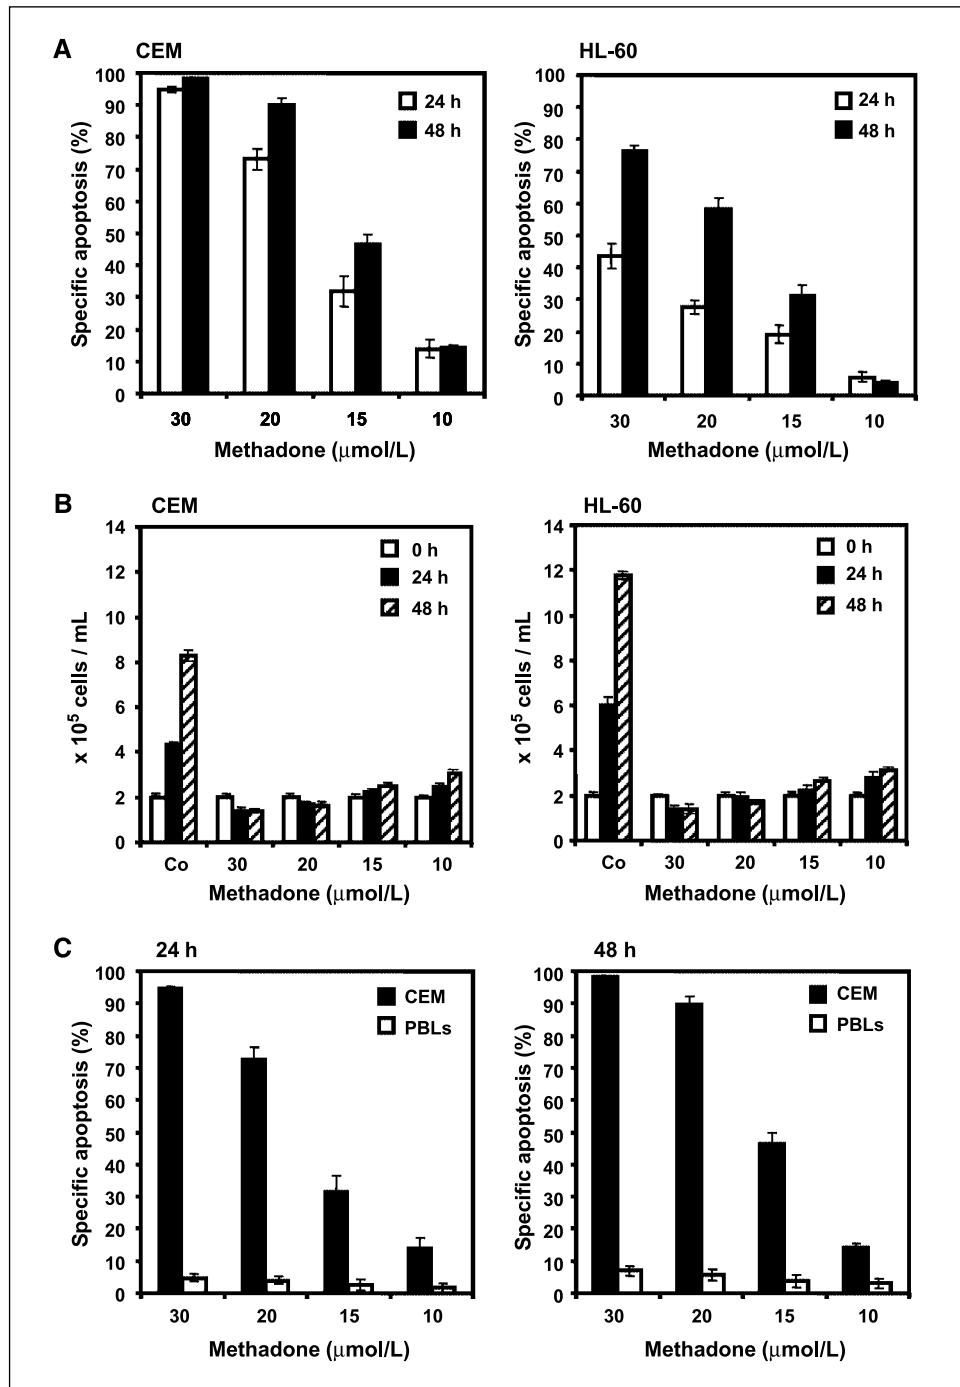 A
CEM
HL-60
Specific apoptosis (%)
100
90
80
70
60
50
40
30
20
10
0
24 h
48 h
30 20 15 10
Methadone (μmol/L)
Specific apoptosis (%)
100
90
80
70
60
50
40
30
20
10
0
24 h
48 h
30 20 15 10
Methadone (μmol/L)
B
CEM
HL-60
x 10⁵ cells / mL
14
12
10
8
6
4
2
0
0 h
24 h
48 h
Co 30 20 15 10
Methadone (μmol/L)
x 10⁵ cells / mL
14
12
10
8
6
4
2
0
0 h
24 h
48 h
Co 30 20 15 10
Methadone (μmol/L)
C
24 h
48 h
Specific apoptosis (%)
100
90
80
70
60
50
40
30
20
10
0
CEM
PBLs
30 20 15 10
Methadone (μmol/L)
Specific apoptosis (%)
100
90
80
70
60
50
40
30
20
10
0
CEM
PBLs
30 20 15 10
Methadone (μmol/L)